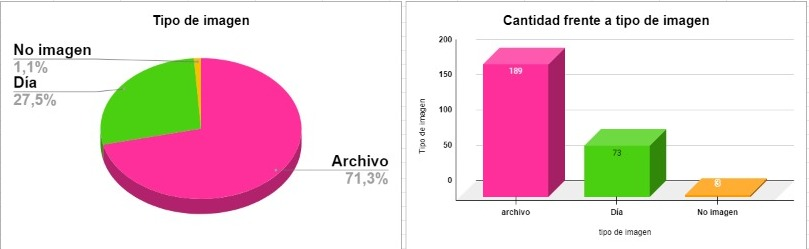 Tipo de imagen
No imagen
1,1%
Día
27,5%
Archivo
71,3%
Cantidad frente a tipo de imagen
Tipo de imagen
200
150
100
50
0
189
73
3
archivo
Día
No imagen
tipo de imagen